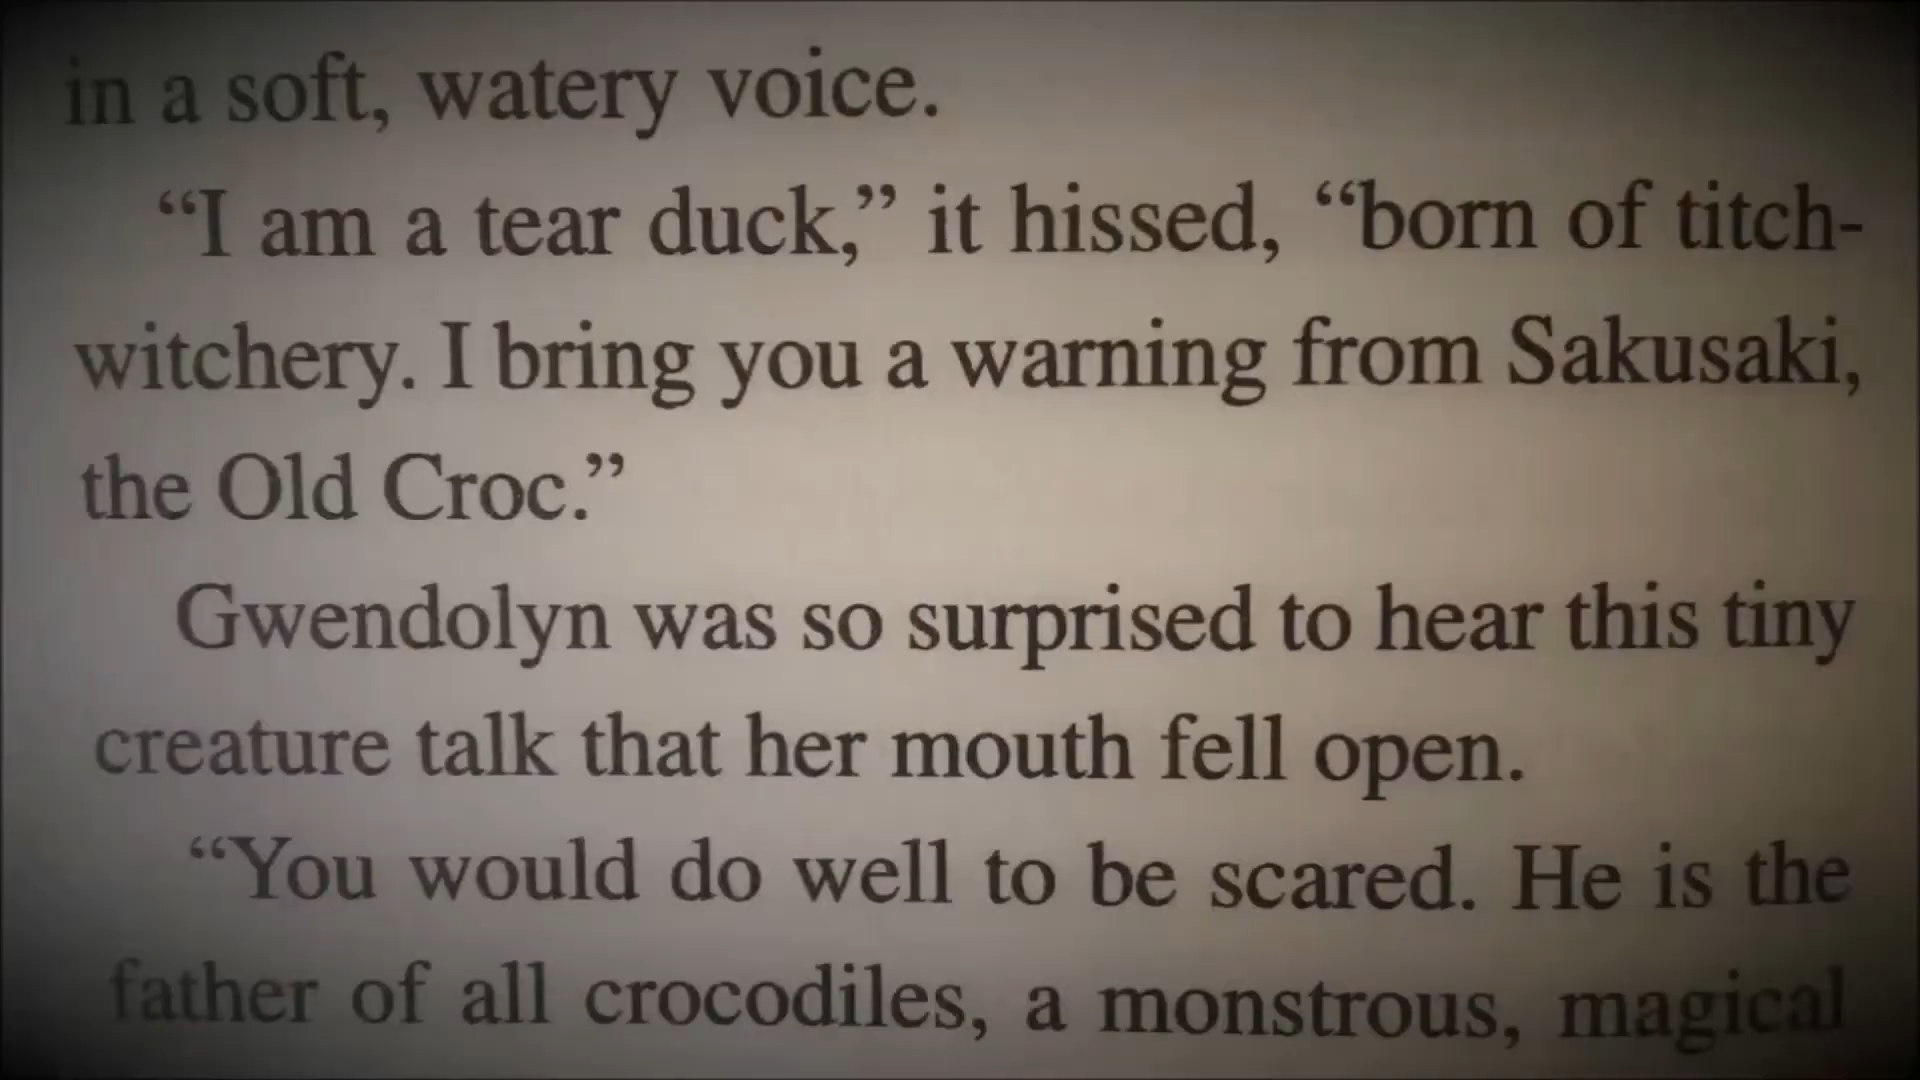 in a soft, watery voice.
“I am a tear duck,” it hissed, “born of titch-
witchery. I bring you a warning from Sakusaki,
the Old Croc.”
Gwendolyn was so surprised to hear this tiny
creature talk that her mouth fell open.
“You would do well to be scared. He is the
father of all crocodiles, a monstrous, magical